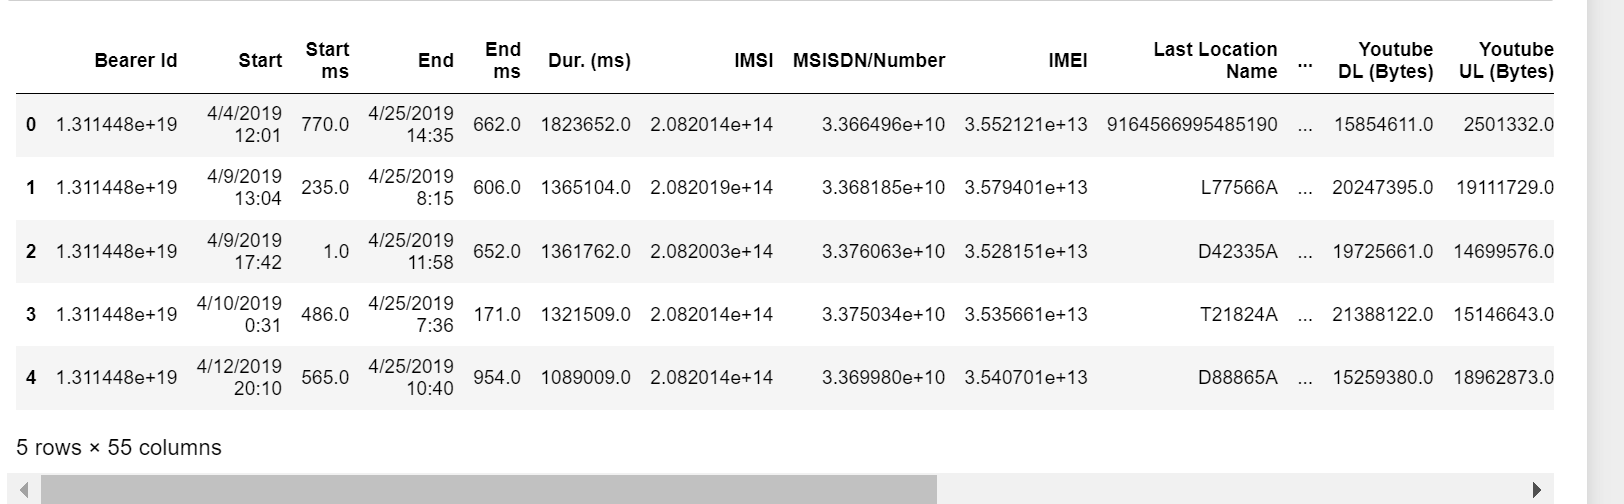 Bearer Id Start Start ms End End ms Dur. (ms) IMSI MSISDN/Number IMEI Last Location Name ... Youtube DL (Bytes) Youtube UL (Bytes)
0 1.311448e+19 4/4/2019 12:01 770.0 4/25/2019 14:35 662.0 1823652.0 2.082014e+14 3.366496e+10 3.552121e+13 9164566995485190 ... 15854611.0 2501332.0
1 1.311448e+19 4/9/2019 13:04 235.0 4/25/2019 8:15 606.0 1365104.0 2.082019e+14 3.368185e+10 3.579401e+13 L77566A ... 20247395.0 19111729.0
2 1.311448e+19 4/9/2019 17:42 1.0 4/25/2019 11:58 652.0 1361762.0 2.082003e+14 3.376063e+10 3.528151e+13 D42335A ... 19725661.0 14699576.0
3 1.311448e+19 4/10/2019 0:31 486.0 4/25/2019 7:36 171.0 1321509.0 2.082014e+14 3.375034e+10 3.535661e+13 T21824A ... 21388122.0 15146643.0
4 1.311448e+19 4/12/2019 20:10 565.0 4/25/2019 10:40 954.0 1089009.0 2.082014e+14 3.369980e+10 3.540701e+13 D88865A ... 15259380.0 18962873.0
5 rows × 55 columns